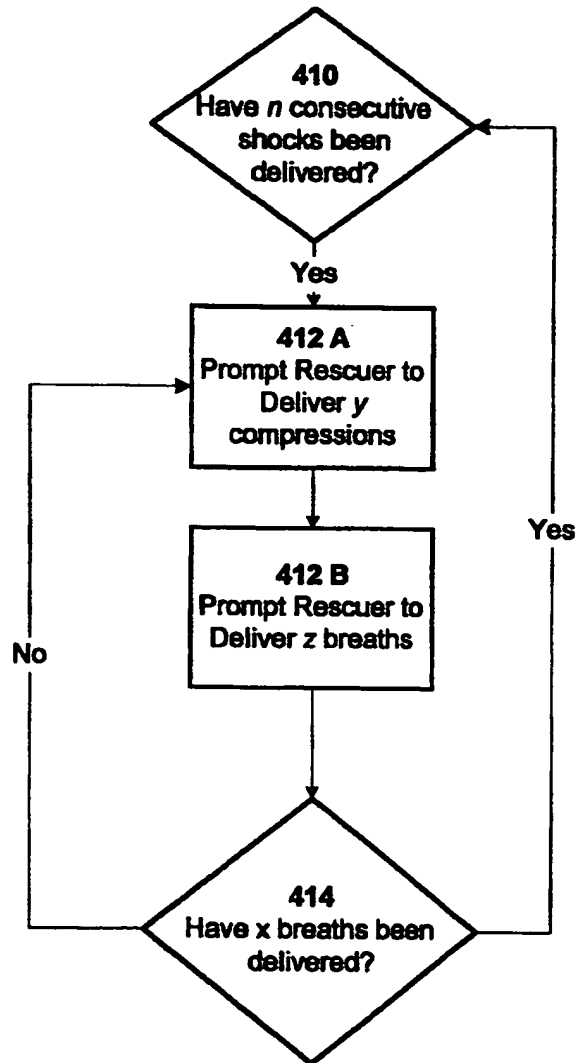 410
Have n consecutive
shocks been
delivered?
Yes
412 A
Prompt Rescuer to
Deliver y
compressions
412 B
Prompt Rescuer to
Deliver z breaths
Yes
No
414
Have x breaths been
delivered?